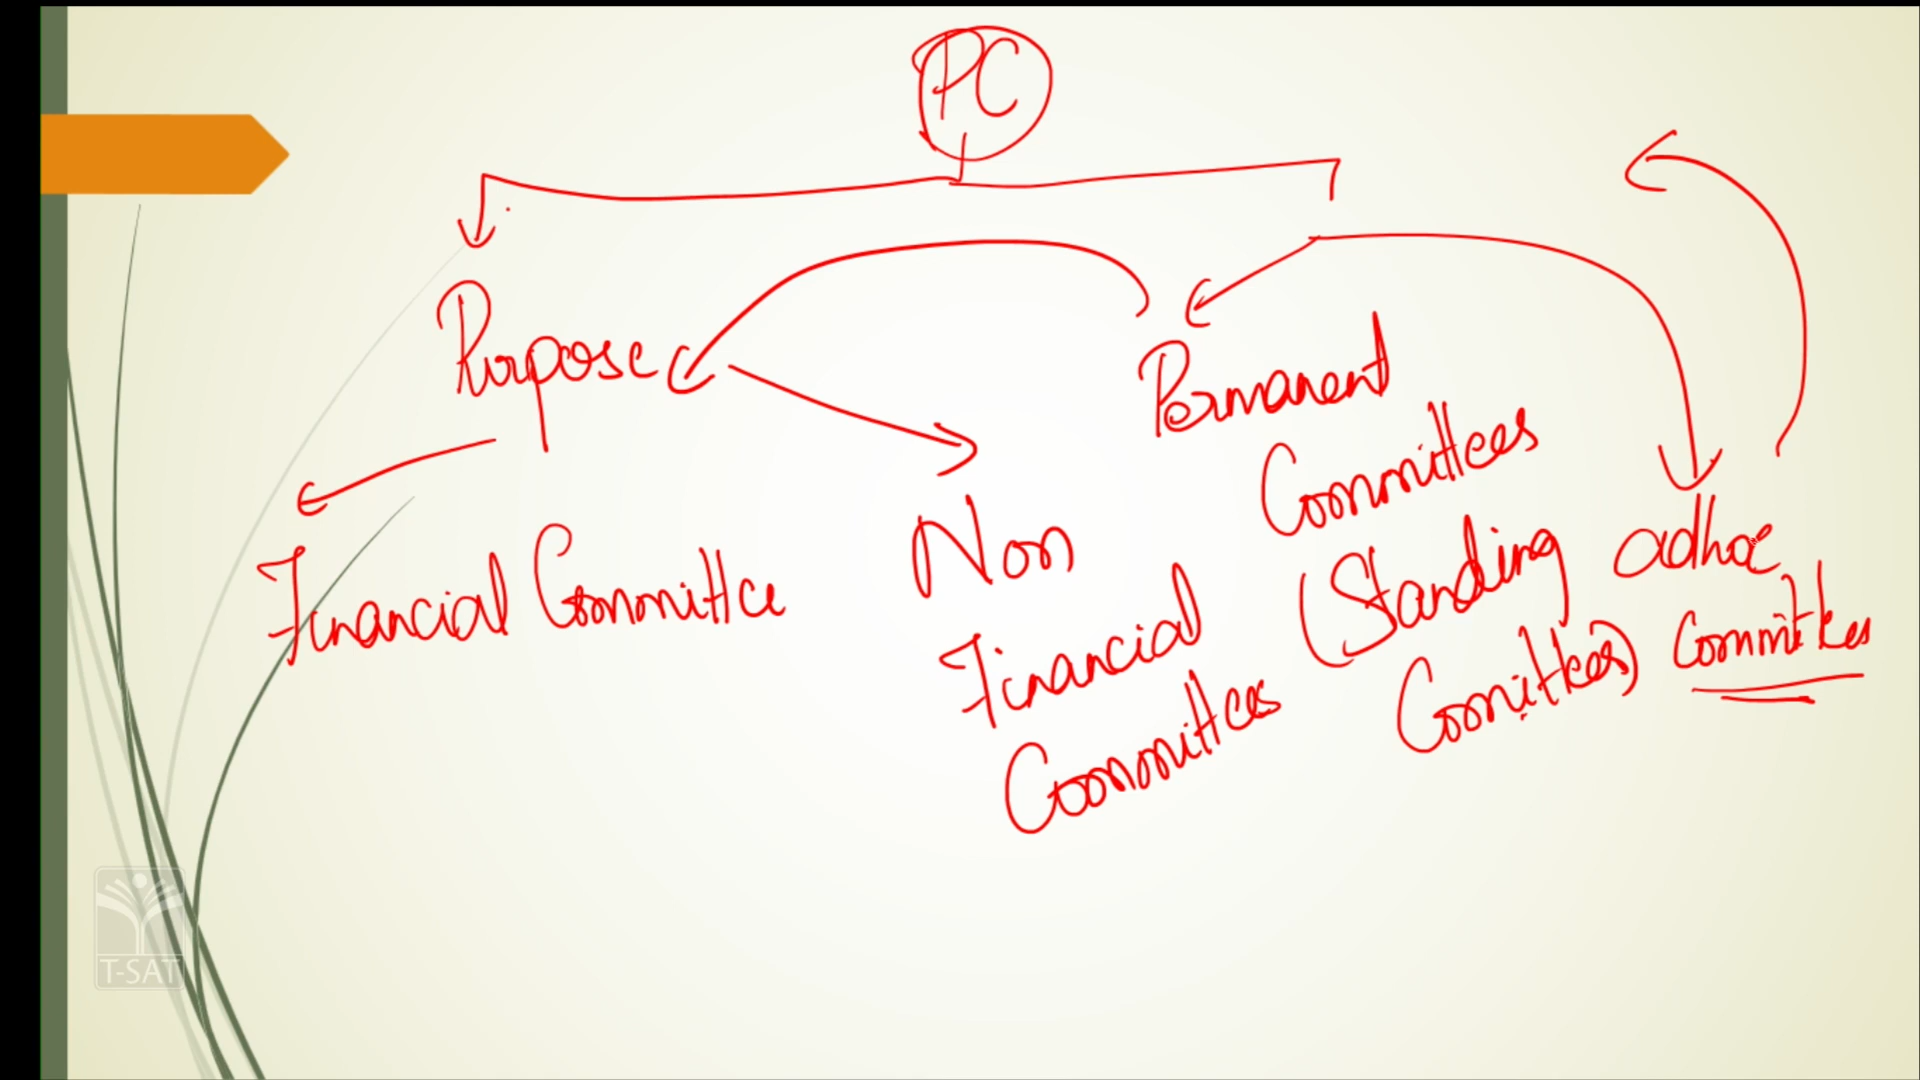 PC
Purpose
Permanent
Committees
(Standing
Committees)
adhoc
Committees
Financial Committee
Non
Financial
Committees
T-SAT